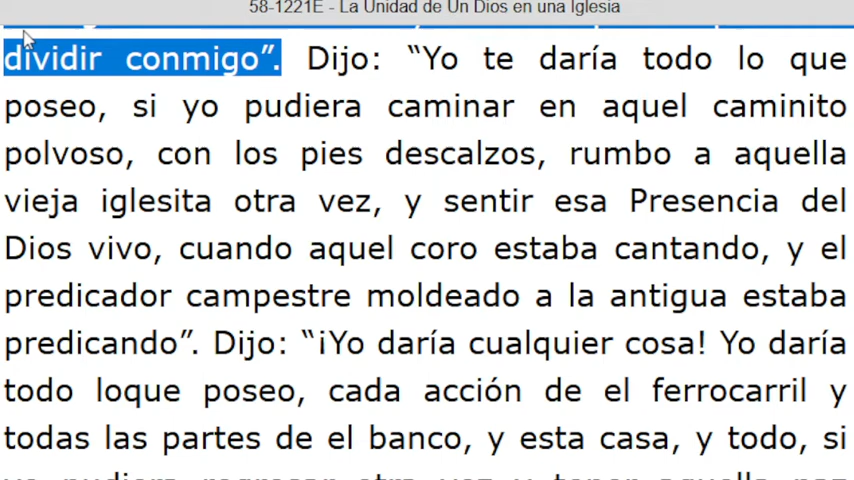 58-1221E - La Unidad de Un Dios en una Iglesia
dividir conmigo”. Dijo: “Yo te daría todo lo que
poseo, si yo pudiera caminar en aquel caminito
polvoso, con los pies descalzos, rumbo a aquella
vieja iglesita otra vez, y sentir esa Presencia del
Dios vivo, cuando aquel coro estaba cantando, y el
predicador campestre moldeado a la antigua estaba
predicando”. Dijo: “¡Yo daría cualquier cosa! Yo daría
todo loque poseo, cada acción de el ferrocarril y
todas las partes de el banco, y esta casa, y todo, si